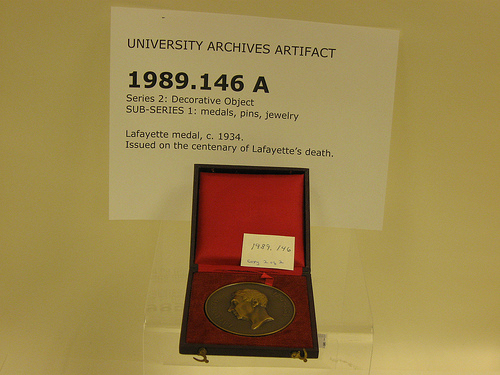 UNIVERSITY ARCHIVES ARTIFACT
1989.146 A
Series 2: Decorative Object
SUB-SERIES 1: medals, pins, jewelry
Lafayette medal, c. 1934.
Issued on the centenary of Lafayette's death.
1989.146